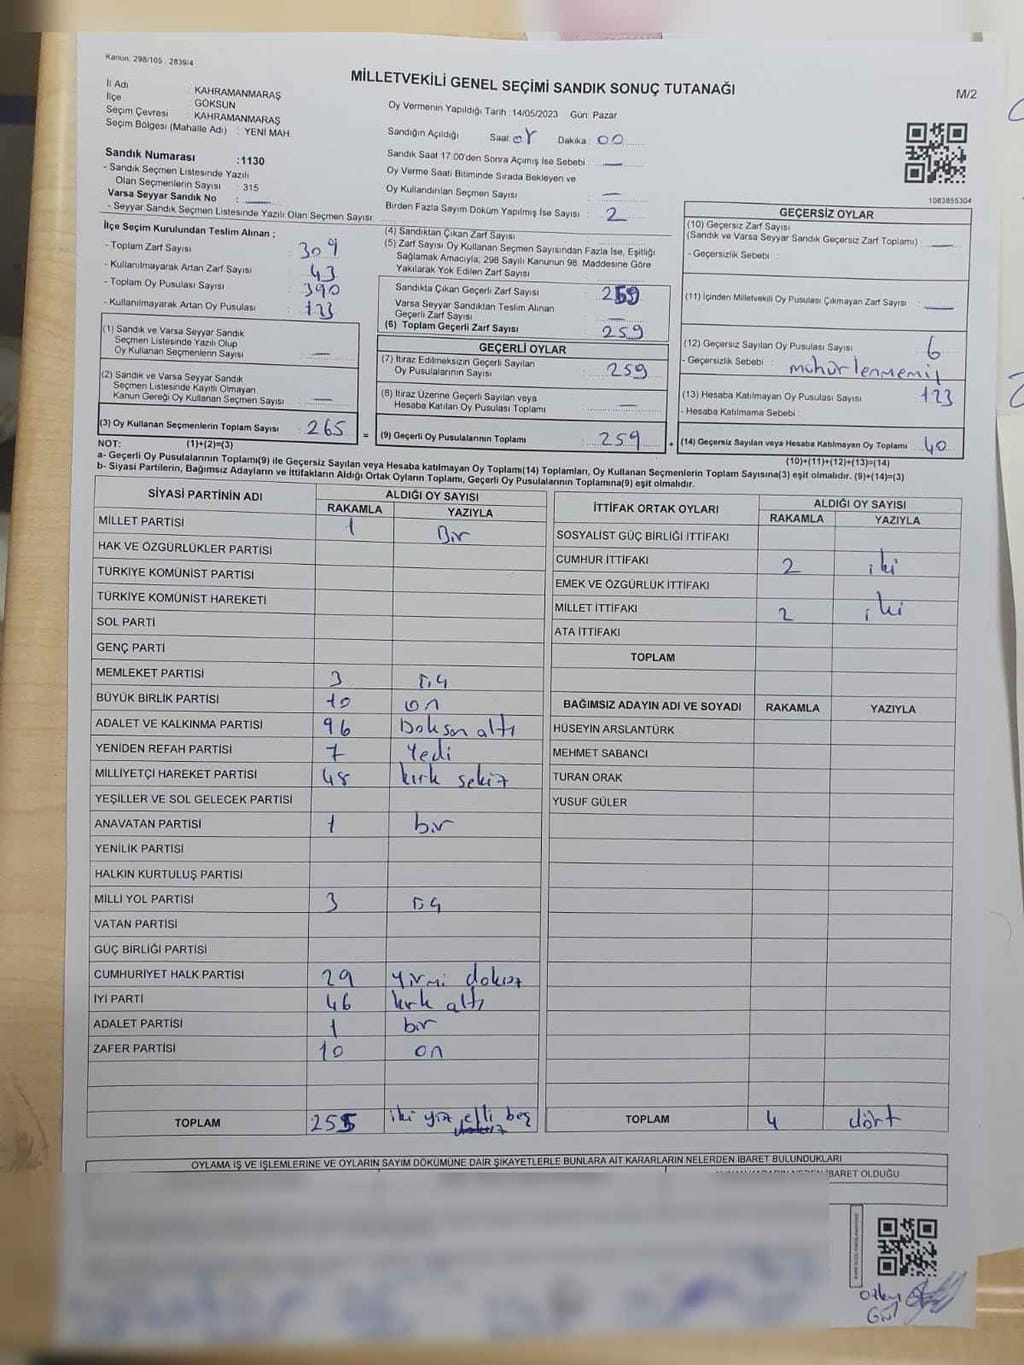 Kanun: 298/105 2839/4
MİLLETVEKİLİ GENEL SEÇİMİ SANDIK SONUÇ TUTANAĞI
M/2
İl Adı : KAHRAMANMARAŞ
İlçe : GÖKSUN
Seçim Çevresi : KAHRAMANMARAŞ
Seçim Bölgesi (Mahalle Adı) : YENİ MAH.
Sandık Numarası :1130
- Sandık Seçmen Listesinde Yazılı
Olan Seçmenlerin Sayısı : 315
Varsa Seyyar Sandık No :
- Seyyar Sandık Seçmen Listesinde Yazılı Olan Seçmen Sayısı:
Oy Vermenin Yapıldığı Tarih :14/05/2023 Gün: Pazar
Sandığın Açıldığı Saat: 08 Dakika : 00
Sandık Saat 17.00'den Sonra Açılmış İse Sebebi : —
Oy Verme Saati Bitiminde Sırada Bekleyen ve
Oy Kullandırılan Seçmen Sayısı : —
Birden Fazla Sayım Döküm Yapılmış İse Sayısı : 2
1083855304
İlçe Seçim Kurulundan Teslim Alınan ;
- Toplam Zarf Sayısı : 309
- Kullanılmayarak Artan Zarf Sayısı : 43
- Toplam Oy Pusulası Sayısı : 390
- Kullanılmayarak Artan Oy Pusulası : 123
(1) Sandık ve Varsa Seyyar Sandık
Seçmen Listesinde Yazılı Olup
Oy Kullanan Seçmenlerin Sayısı : —
(2) Sandık ve Varsa Seyyar Sandık
Seçmen Listesinde Kayıtlı Olmayan
Kanun Gereği Oy Kullanan Seçmen Sayısı : —
(3) Oy Kullanan Seçmenlerin Toplam Sayısı : 265
(4) Sandıktan Çıkan Zarf Sayısı :
(5) Zarf Sayısı Oy Kullanan Seçmen Sayısından Fazla İse, Eşitliği
Sağlamak Amacıyla; 298 Sayılı Kanunun 98. Maddesine Göre
Yakılarak Yok Edilen Zarf Sayısı :
Sandıkta Çıkan Geçerli Zarf Sayısı : 259
Varsa Seyyar Sandıktan Teslim Alınan
Geçerli Zarf Sayısı : —
(6) Toplam Geçerli Zarf Sayısı : 259
GEÇERLİ OYLAR
(7) İtiraz Edilmeksizin Geçerli Sayılan
Oy Pusulalarının Sayısı : 259
(8) İtiraz Üzerine Geçerli Sayılan veya
Hesaba Katılan Oy Pusulası Toplamı : —
= (9) Geçerli Oy Pusulalarının Toplamı : 259
GEÇERSİZ OYLAR
(10) Geçersiz Zarf Sayısı
(Sandık ve Varsa Seyyar Sandık Geçersiz Zarf Toplamı) : —
- Geçersizlik Sebebi :
(11) İçinden Milletvekili Oy Pusulası Çıkmayan Zarf Sayısı : —
(12) Geçersiz Sayılan Oy Pusulası Sayısı : 6
- Geçersizlik Sebebi : mühürlenmemiş
(13) Hesaba Katılmayan Oy Pusulası Sayısı : 123
- Hesaba Katılmama Sebebi :
+ (14) Geçersiz Sayılan veya Hesaba Katılmayan Oy Toplamı : 40
NOT: (1)+(2)=(3)
(10)+(11)+(12)+(13)=(14)
a- Geçerli Oy Pusulalarının Toplamı(9) ile Geçersiz Sayılan veya Hesaba katılmayan Oy Toplamı(14) Toplamları, Oy Kullanan Seçmenlerin Toplam Sayısına(3) eşit olmalıdır. (9)+(14)=(3)
b- Siyasi Partilerin, Bağımsız Adayların ve İttifakların Aldığı Ortak Oyların Toplamı, Geçerli Oy Pusulalarının Toplamına(9) eşit olmalıdır.
SİYASİ PARTİNİN ADI ALDIĞI OY SAYISI
RAKAMLA YAZIYLA
MİLLET PARTİSİ 1 Bir
HAK VE ÖZGÜRLÜKLER PARTİSİ
TÜRKİYE KOMÜNİST PARTİSİ
TÜRKİYE KOMÜNİST HAREKETİ
SOL PARTİ
GENÇ PARTİ
MEMLEKET PARTİSİ 3 üç
BÜYÜK BİRLİK PARTİSİ 10 on
ADALET VE KALKINMA PARTİSİ 96 Doksan altı
YENİDEN REFAH PARTİSİ 7 Yedi
MİLLİYETÇİ HAREKET PARTİSİ 48 kırk sekiz
YEŞİLLER VE SOL GELECEK PARTİSİ
ANAVATAN PARTİSİ 1 bir
YENİLİK PARTİSİ
HALKIN KURTULUŞ PARTİSİ
MİLLİ YOL PARTİSİ 3 üç
VATAN PARTİSİ
GÜÇ BİRLİĞİ PARTİSİ
CUMHURİYET HALK PARTİSİ 29 yirmi dokuz
İYİ PARTİ 46 kırk altı
ADALET PARTİSİ 1 bir
ZAFER PARTİSİ 10 on
TOPLAM 255 iki yüz elli beş
İTTİFAK ORTAK OYLARI ALDIĞI OY SAYISI
RAKAMLA YAZIYLA
SOSYALİST GÜÇ BİRLİĞİ İTTİFAKI
CUMHUR İTTİFAKI 2 iki
EMEK VE ÖZGÜRLÜK İTTİFAKI
MİLLET İTTİFAKI 2 iki
ATA İTTİFAKI
TOPLAM
BAĞIMSIZ ADAYIN ADI VE SOYADI RAKAMLA YAZIYLA
HÜSEYİN ARSLANTÜRK
MEHMET SABANCI
TURAN ORAK
YUSUF GÜLER
TOPLAM 4 dört
OYLAMA İŞ VE İŞLEMLERİNE VE OYLARIN SAYIM DÖKÜMÜNE DAİR ŞİKAYETLERLE BUNLARA AİT KARARLARIN NELERDEN İBARET BULUNDUKLARI
İBARET OLDUĞU